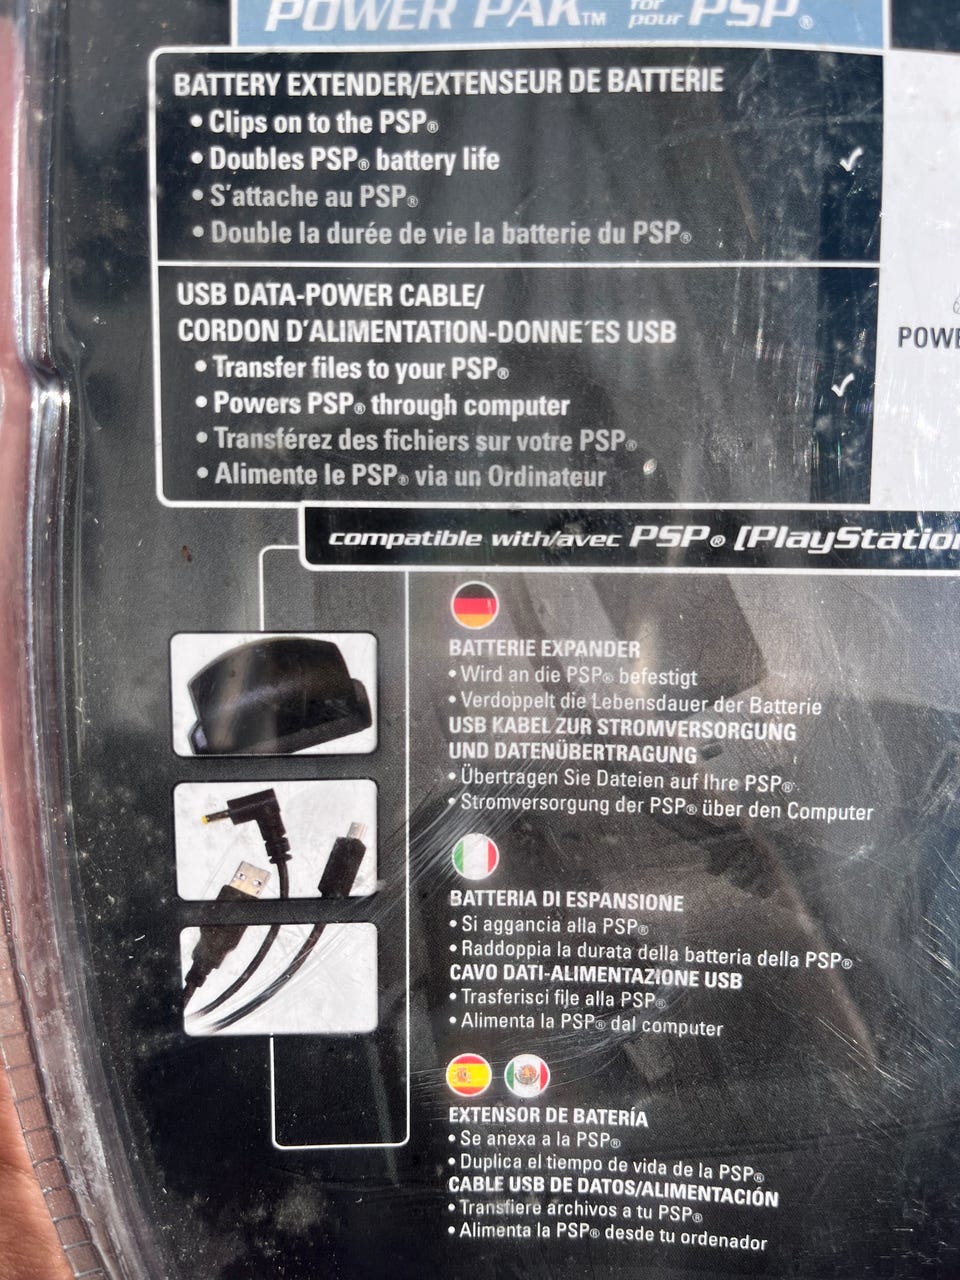 POWER PAK™ for pour PSP®
BATTERY EXTENDER/EXTENSEUR DE BATTERIE
• Clips on to the PSP®
• Doubles PSP® battery life
• S'attache au PSP®
• Double la durée de vie la batterie du PSP®
USB DATA-POWER CABLE/
CORDON D'ALIMENTATION-DONNE´ES USB
• Transfer files to your PSP®
• Powers PSP® through computer
• Transférez des fichiers sur votre PSP®
• Alimente le PSP® via un Ordinateur
POWE
compatible with/avec PSP® [PlayStation
BATTERIE EXPANDER
• Wird an die PSP® befestigt
• Verdoppelt die Lebensdauer der Batterie
USB KABEL ZUR STROMVERSORGUNG
UND DATENÜBERTRAGUNG
• Übertragen Sie Dateien auf Ihre PSP®
• Stromversorgung der PSP® über den Computer
BATTERIA DI ESPANSIONE
• Si aggancia alla PSP®
• Raddoppia la durata della batteria della PSP®
CAVO DATI-ALIMENTAZIONE USB
• Trasferisci file alla PSP®
• Alimenta la PSP® dal computer
EXTENSOR DE BATERÍA
• Se anexa a la PSP®
• Duplica el tiempo de vida de la PSP®
CABLE USB DE DATOS/ALIMENTACIÓN
• Transfiere archivos a tu PSP®
• Alimenta la PSP® desde tu ordenador